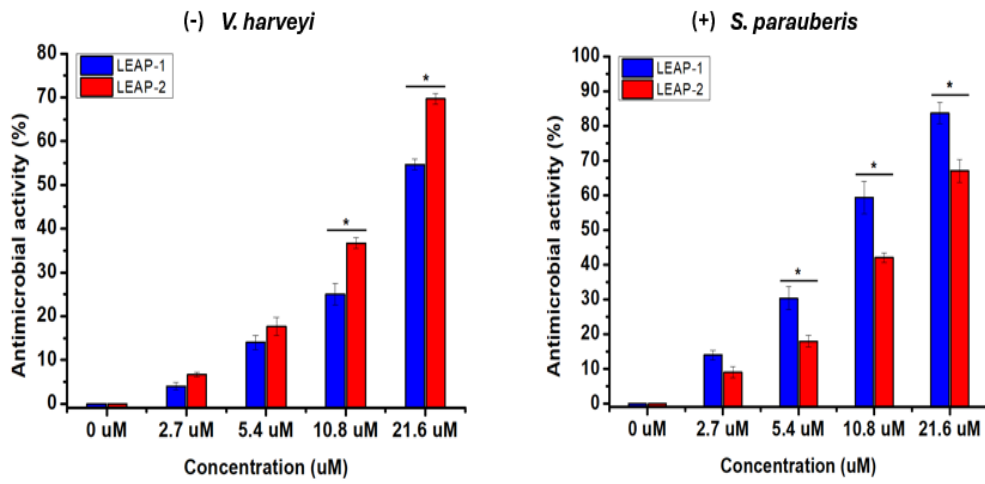 (-) V. harveyi
80
70
60
50
40
30
20
10
0
Antimicrobial activity (%)
LEAP-1
LEAP-2
*
*
0 uM 2.7 uM 5.4 uM 10.8 uM 21.6 uM
Concentration (uM)
(+) S. parauberis
100
90
80
70
60
50
40
30
20
10
0
Antimicrobial activity (%)
LEAP-1
LEAP-2
*
*
*
0 uM 2.7 uM 5.4 uM 10.8 uM 21.6 uM
Concentration (uM)